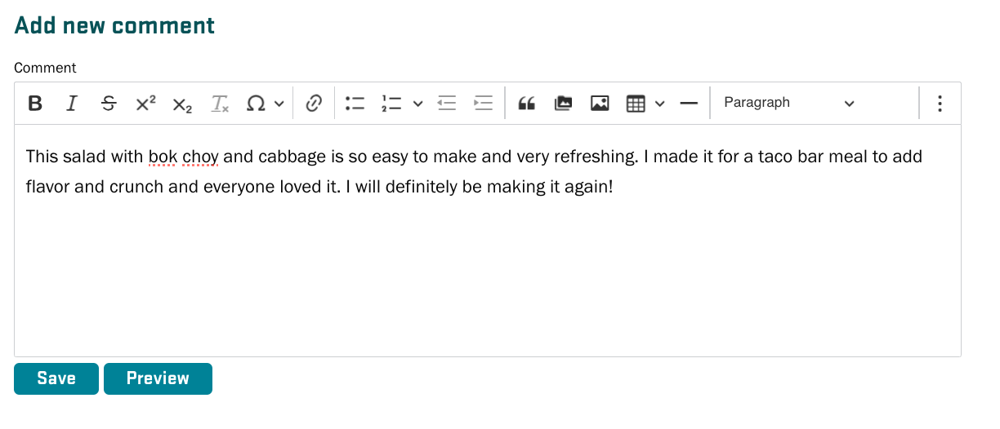 Add new comment
Comment
B I S x² x₂ Tx Ω Paragraph
This salad with bok choy and cabbage is so easy to make and very refreshing. I made it for a taco bar meal to add
flavor and crunch and everyone loved it. I will definitely be making it again!
Save Preview